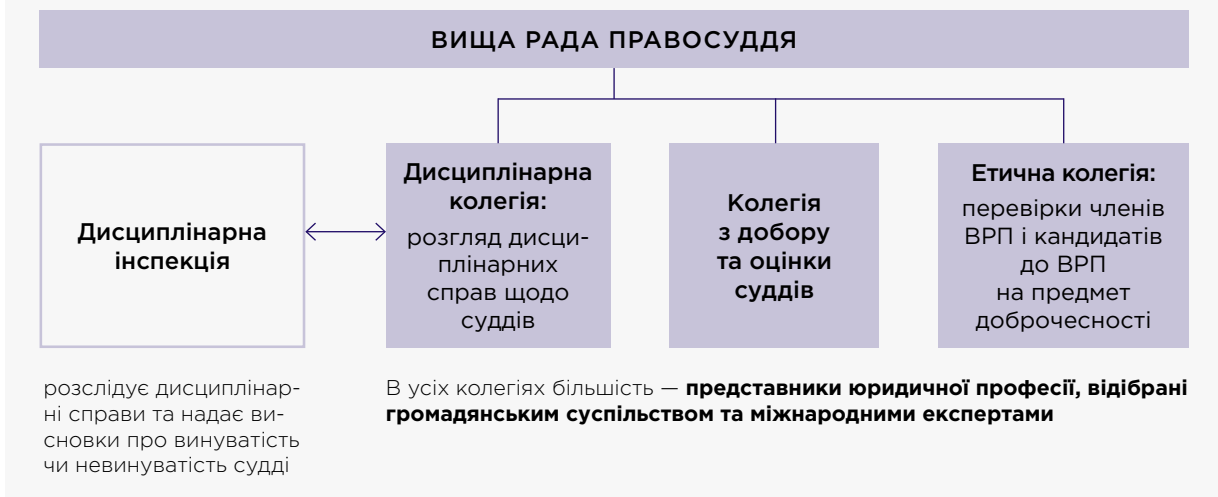 ВИЩА РАДА ПРАВОСУДДЯ
Дисциплінарна
інспекція
Дисциплінарна
колегія:
розгляд дисци-
плінарних
справ щодо
суддів
Колегія
з добору
та оцінки
суддів
Етична колегія:
перевірки членів
ВРП і кандидатів
до ВРП
на предмет
доброчесності
розслідує дисциплінар-
ні справи та надає ви-
сновки про винуватість
чи невинуватість судді
В усіх колегіях більшість — представники юридичної професії, відібрані
громадянським суспільством та міжнародними експертами